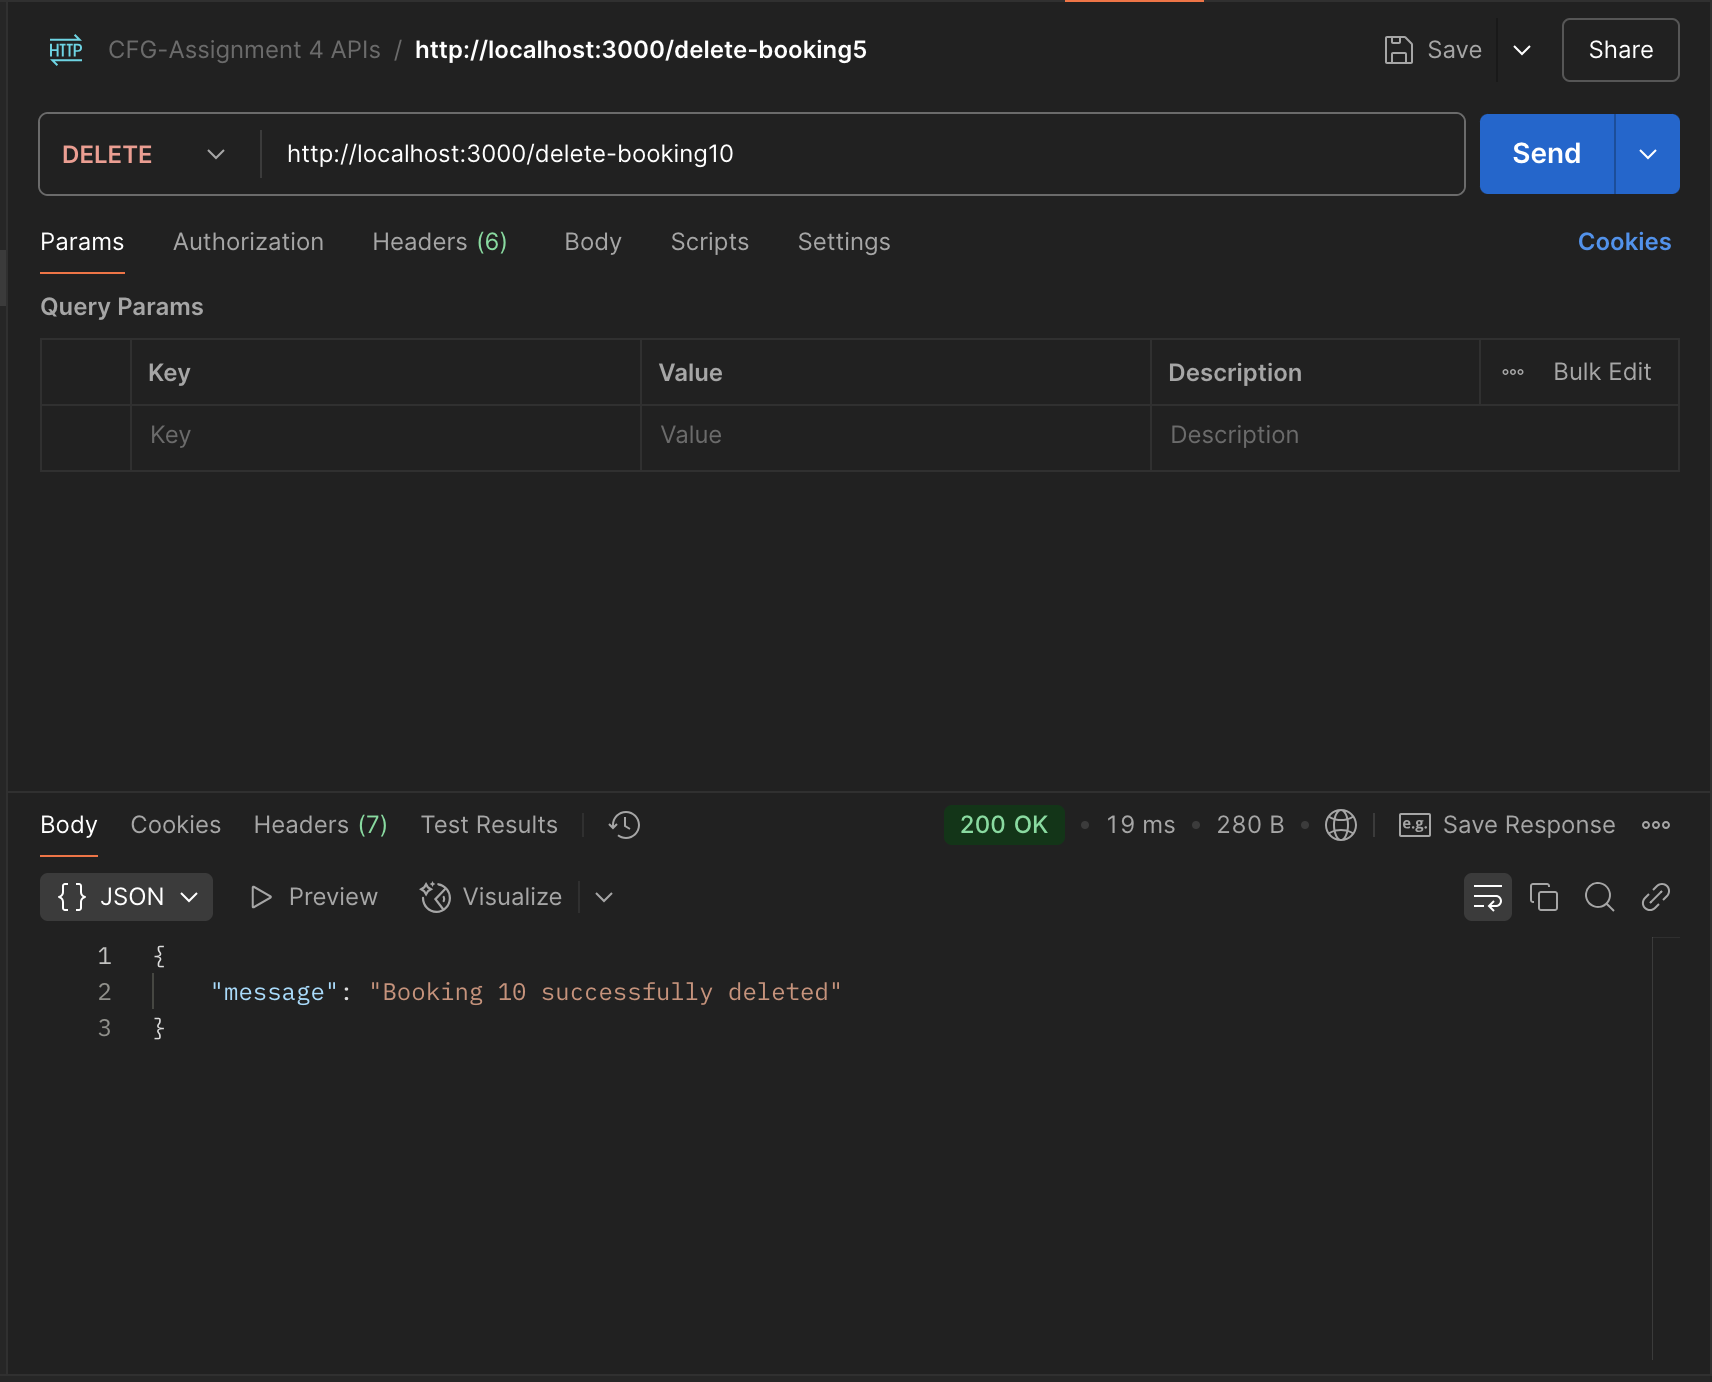 HTTP CFG-Assignment 4 APIs / http://localhost:3000/delete-booking5 Save Share
DELETE http://localhost:3000/delete-booking10 Send
Params Authorization Headers (6) Body Scripts Settings Cookies
Query Params
Key Value Description Bulk Edit
Key Value Description
Body Cookies Headers (7) Test Results 200 OK • 19 ms • 280 B • e.g. Save Response
{} JSON Preview Visualize
1 {
2 "message": "Booking 10 successfully deleted"
3 }